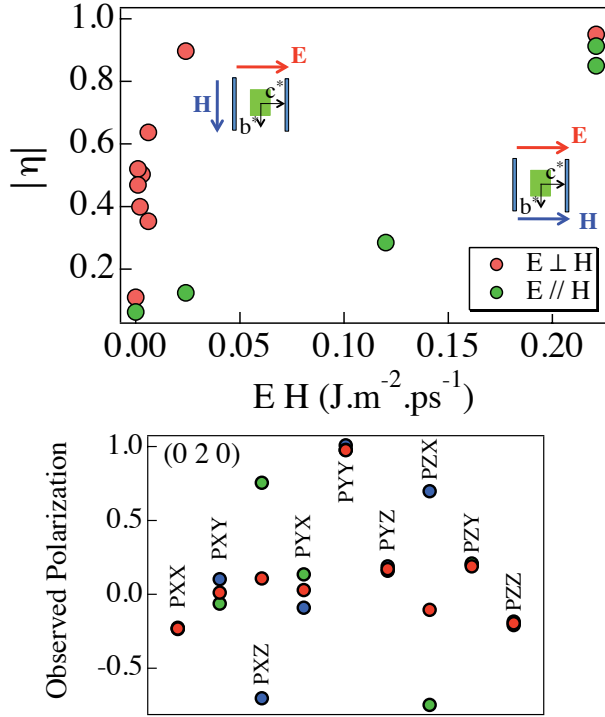 1.0
0.8
0.6
0.4
0.2
|η|
E
H
c*
b*
E
c*
b*
H
E ⊥ H
E // H
0.00
0.05
0.10
0.15
0.20
E H (J.m⁻².ps⁻¹)
(0 2 0)
1.0
0.5
0.0
-0.5
Observed Polarization
PXX
PXY
PXZ
PYX
PYY
PYZ
PZX
PZY
PZZ